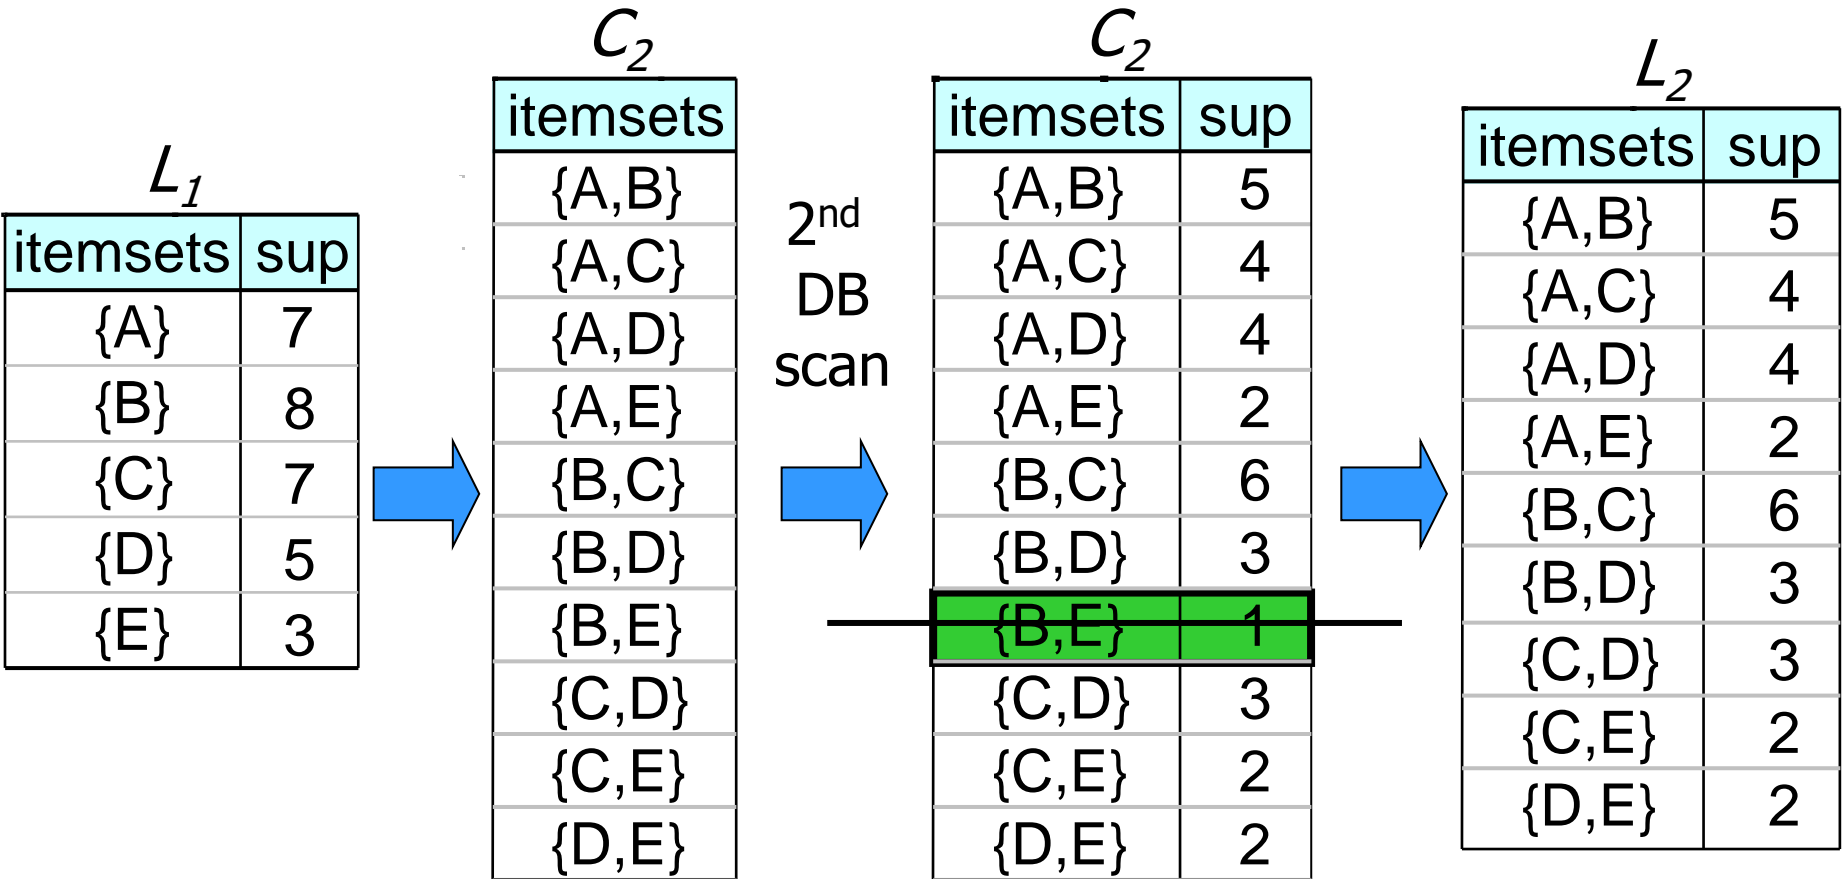 L1
itemsets sup
{A} 7
{B} 8
{C} 7
{D} 5
{E} 3
C2
itemsets
{A,B}
{A,C}
{A,D}
{A,E}
{B,C}
{B,D}
{B,E}
{C,D}
{C,E}
{D,E}
2nd
DB
scan
C2
itemsets sup
{A,B} 5
{A,C} 4
{A,D} 4
{A,E} 2
{B,C} 6
{B,D} 3
{B,E} 1
{C,D} 3
{C,E} 2
{D,E} 2
L2
itemsets sup
{A,B} 5
{A,C} 4
{A,D} 4
{A,E} 2
{B,C} 6
{B,D} 3
{C,D} 3
{C,E} 2
{D,E} 2